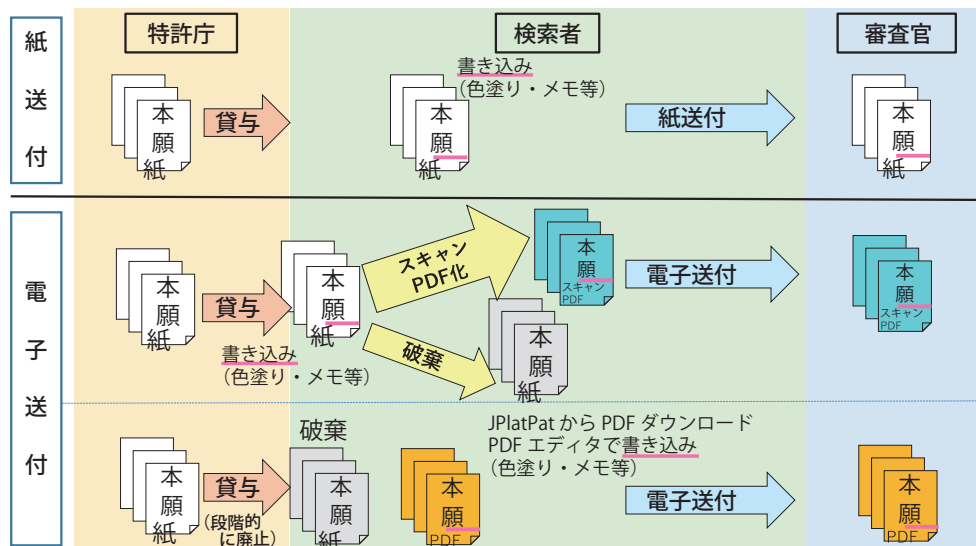 特許庁
検索者
審査官
紙送付
本願
紙
貸与
書き込み
（色塗り・メモ等）
本願
紙
紙送付
本願
紙
電子送付
本願
紙
貸与
本願
紙
書き込み
（色塗り・メモ等）
スキャン
PDF化
破棄
本願
スキャン
PDF
本願
紙
電子送付
本願
スキャン
PDF
本願
紙
貸与
（段階的
に廃止）
破棄
本願
紙
本願
PDF
JPlatPat から PDF ダウンロード
PDF エディタで書き込み
（色塗り・メモ等）
電子送付
本願
PDF